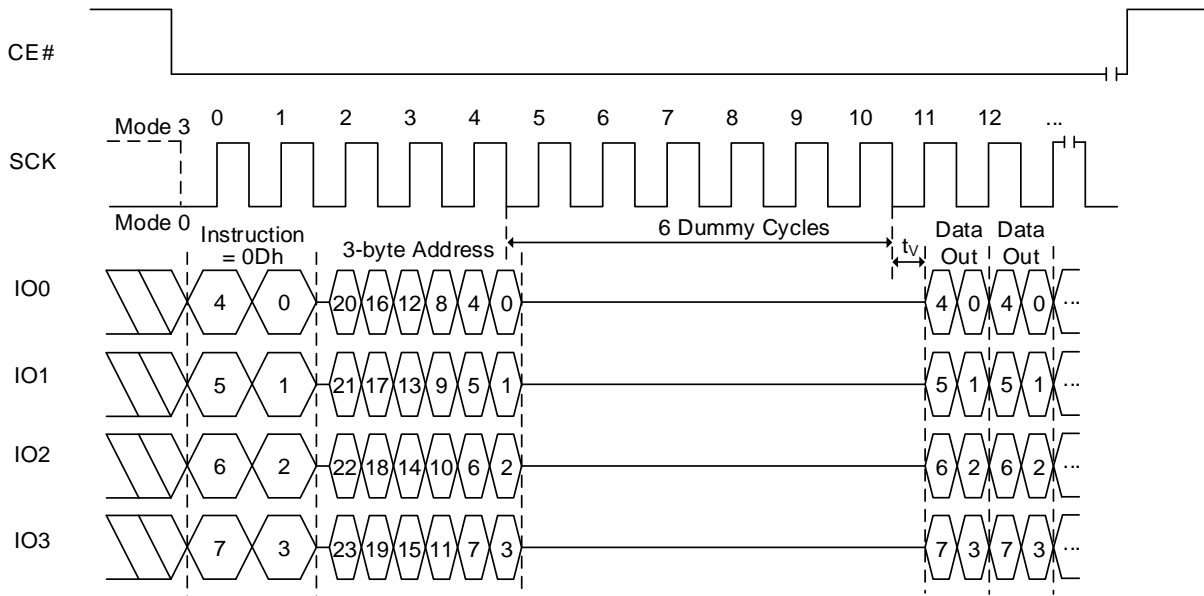 CE#
Mode 3
0 1 2 3 4 5 6 7 8 9 10 11 12 ...
SCK
Mode 0
Instruction
= 0Dh
3-byte Address
6 Dummy Cycles
tV
Data
Out
Data
Out
IO0
4 0 20 16 12 8 4 0 4 0 4 0 ...
IO1
5 1 21 17 13 9 5 1 5 1 5 1 ...
IO2
6 2 22 18 14 10 6 2 6 2 6 2 ...
IO3
7 3 23 19 15 11 7 3 7 3 7 3 ...